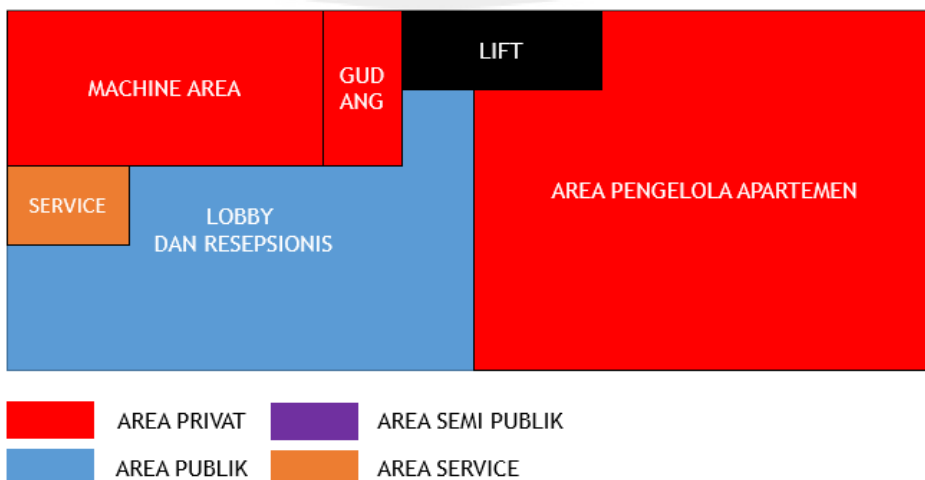 MACHINE AREA
GUD
ANG
LIFT
SERVICE
LOBBY
DAN RESEPSIONIS
AREA PENGELOLA APARTEMEN
AREA PRIVAT
AREA SEMI PUBLIK
AREA PUBLIK
AREA SERVICE